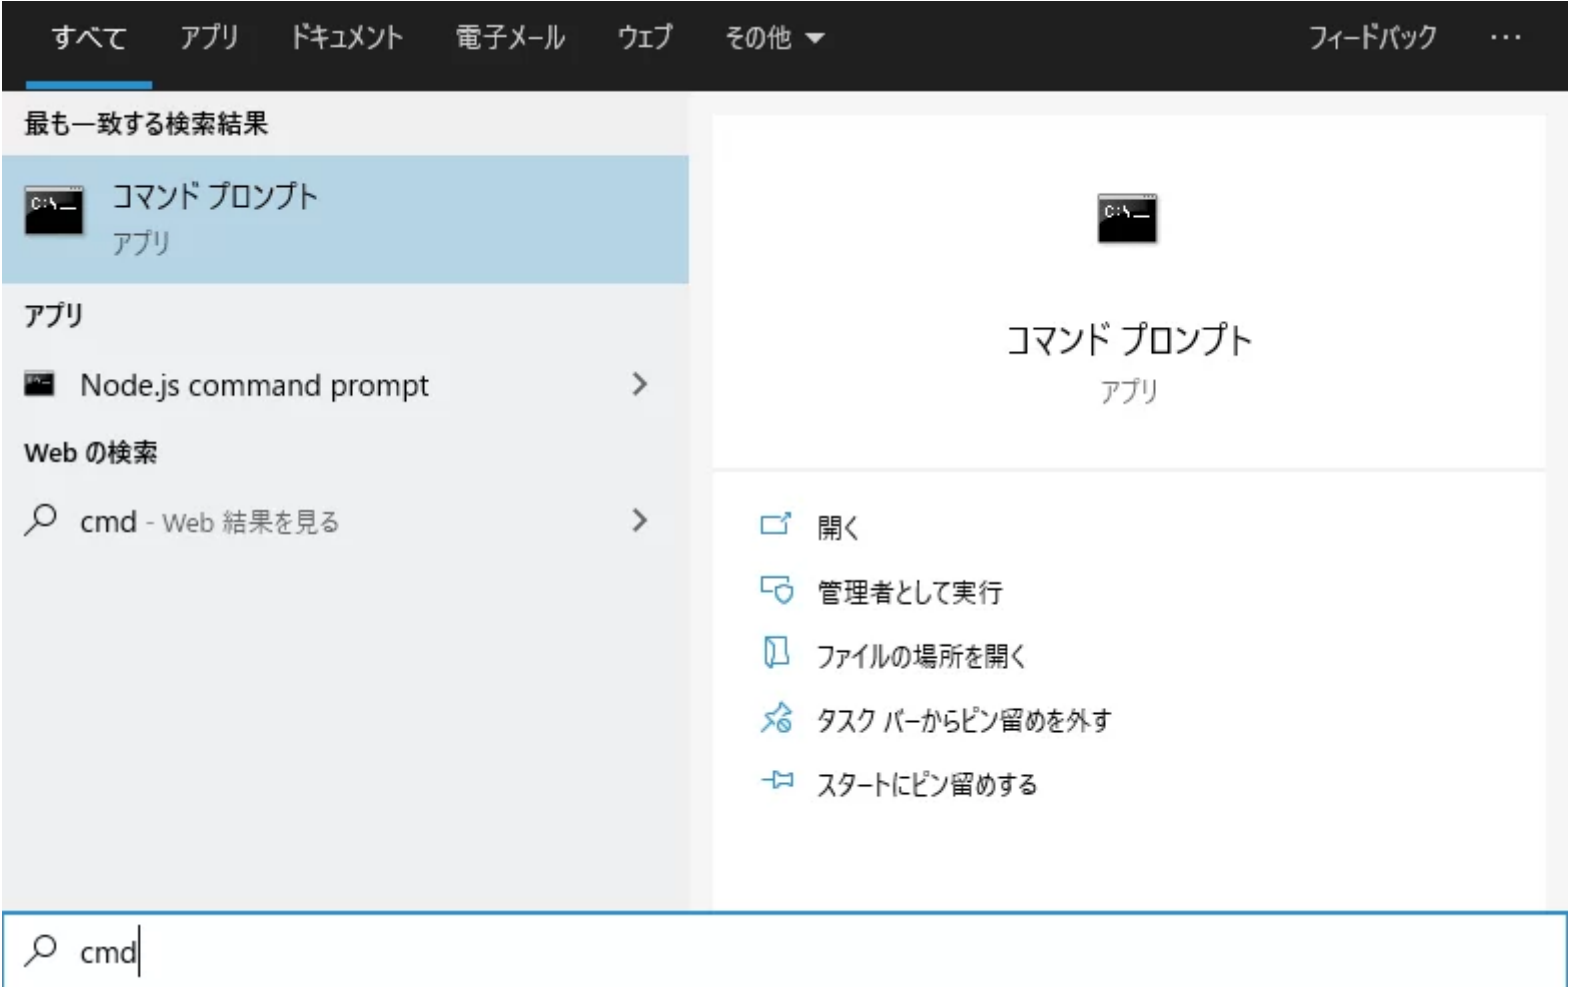 すべて アプリ ドキュメント 電子メール ウェブ その他 フィードバック ...
最も一致する検索結果
コマンド プロンプト
アプリ
アプリ
Node.js command prompt
Web の検索
cmd - Web 結果を見る
コマンド プロンプト
アプリ
開く
管理者として実行
ファイルの場所を開く
タスク バーからピン留めを外す
スタートにピン留めする
cmd